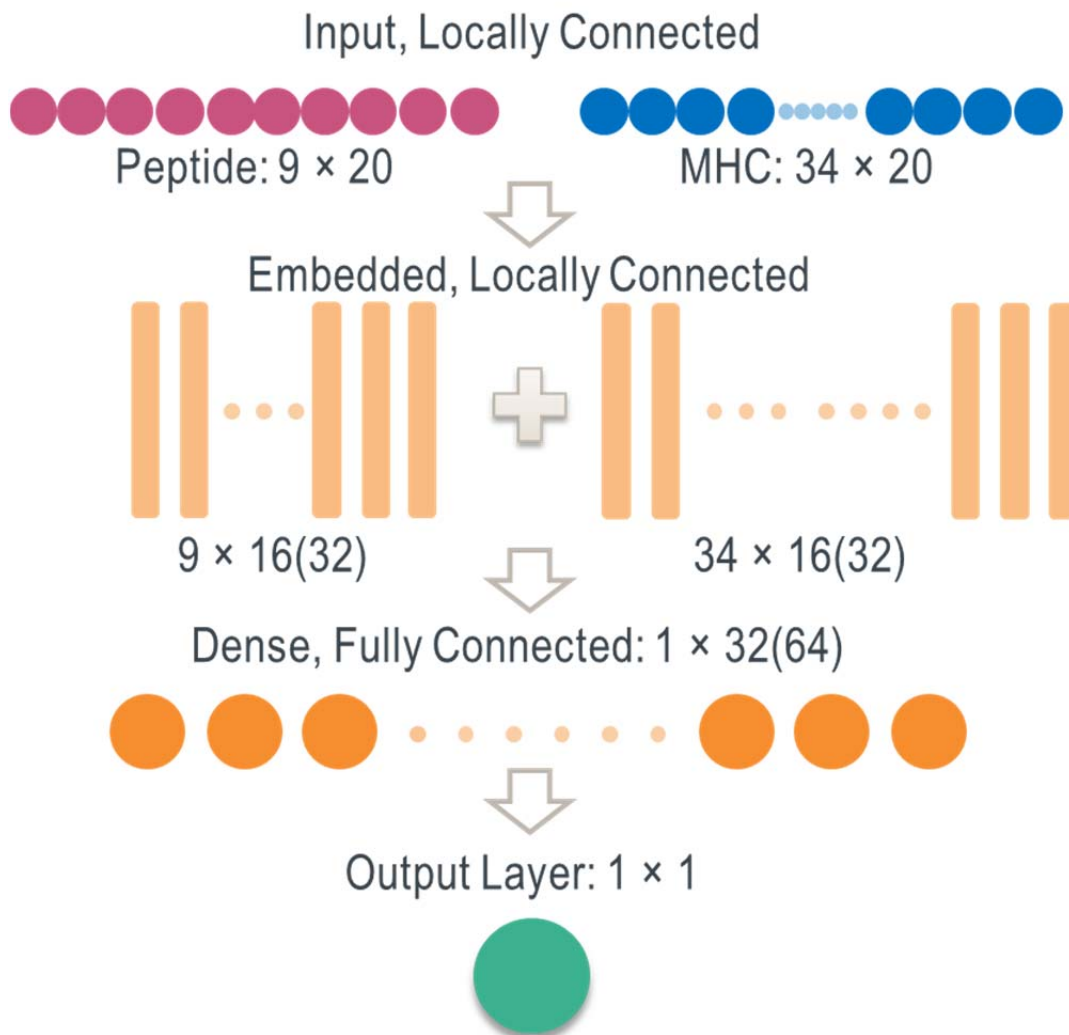 Input, Locally Connected
Peptide: 9 × 20
MHC: 34 × 20
Embedded, Locally Connected
9 × 16(32)
34 × 16(32)
Dense, Fully Connected: 1 × 32(64)
Output Layer: 1 × 1